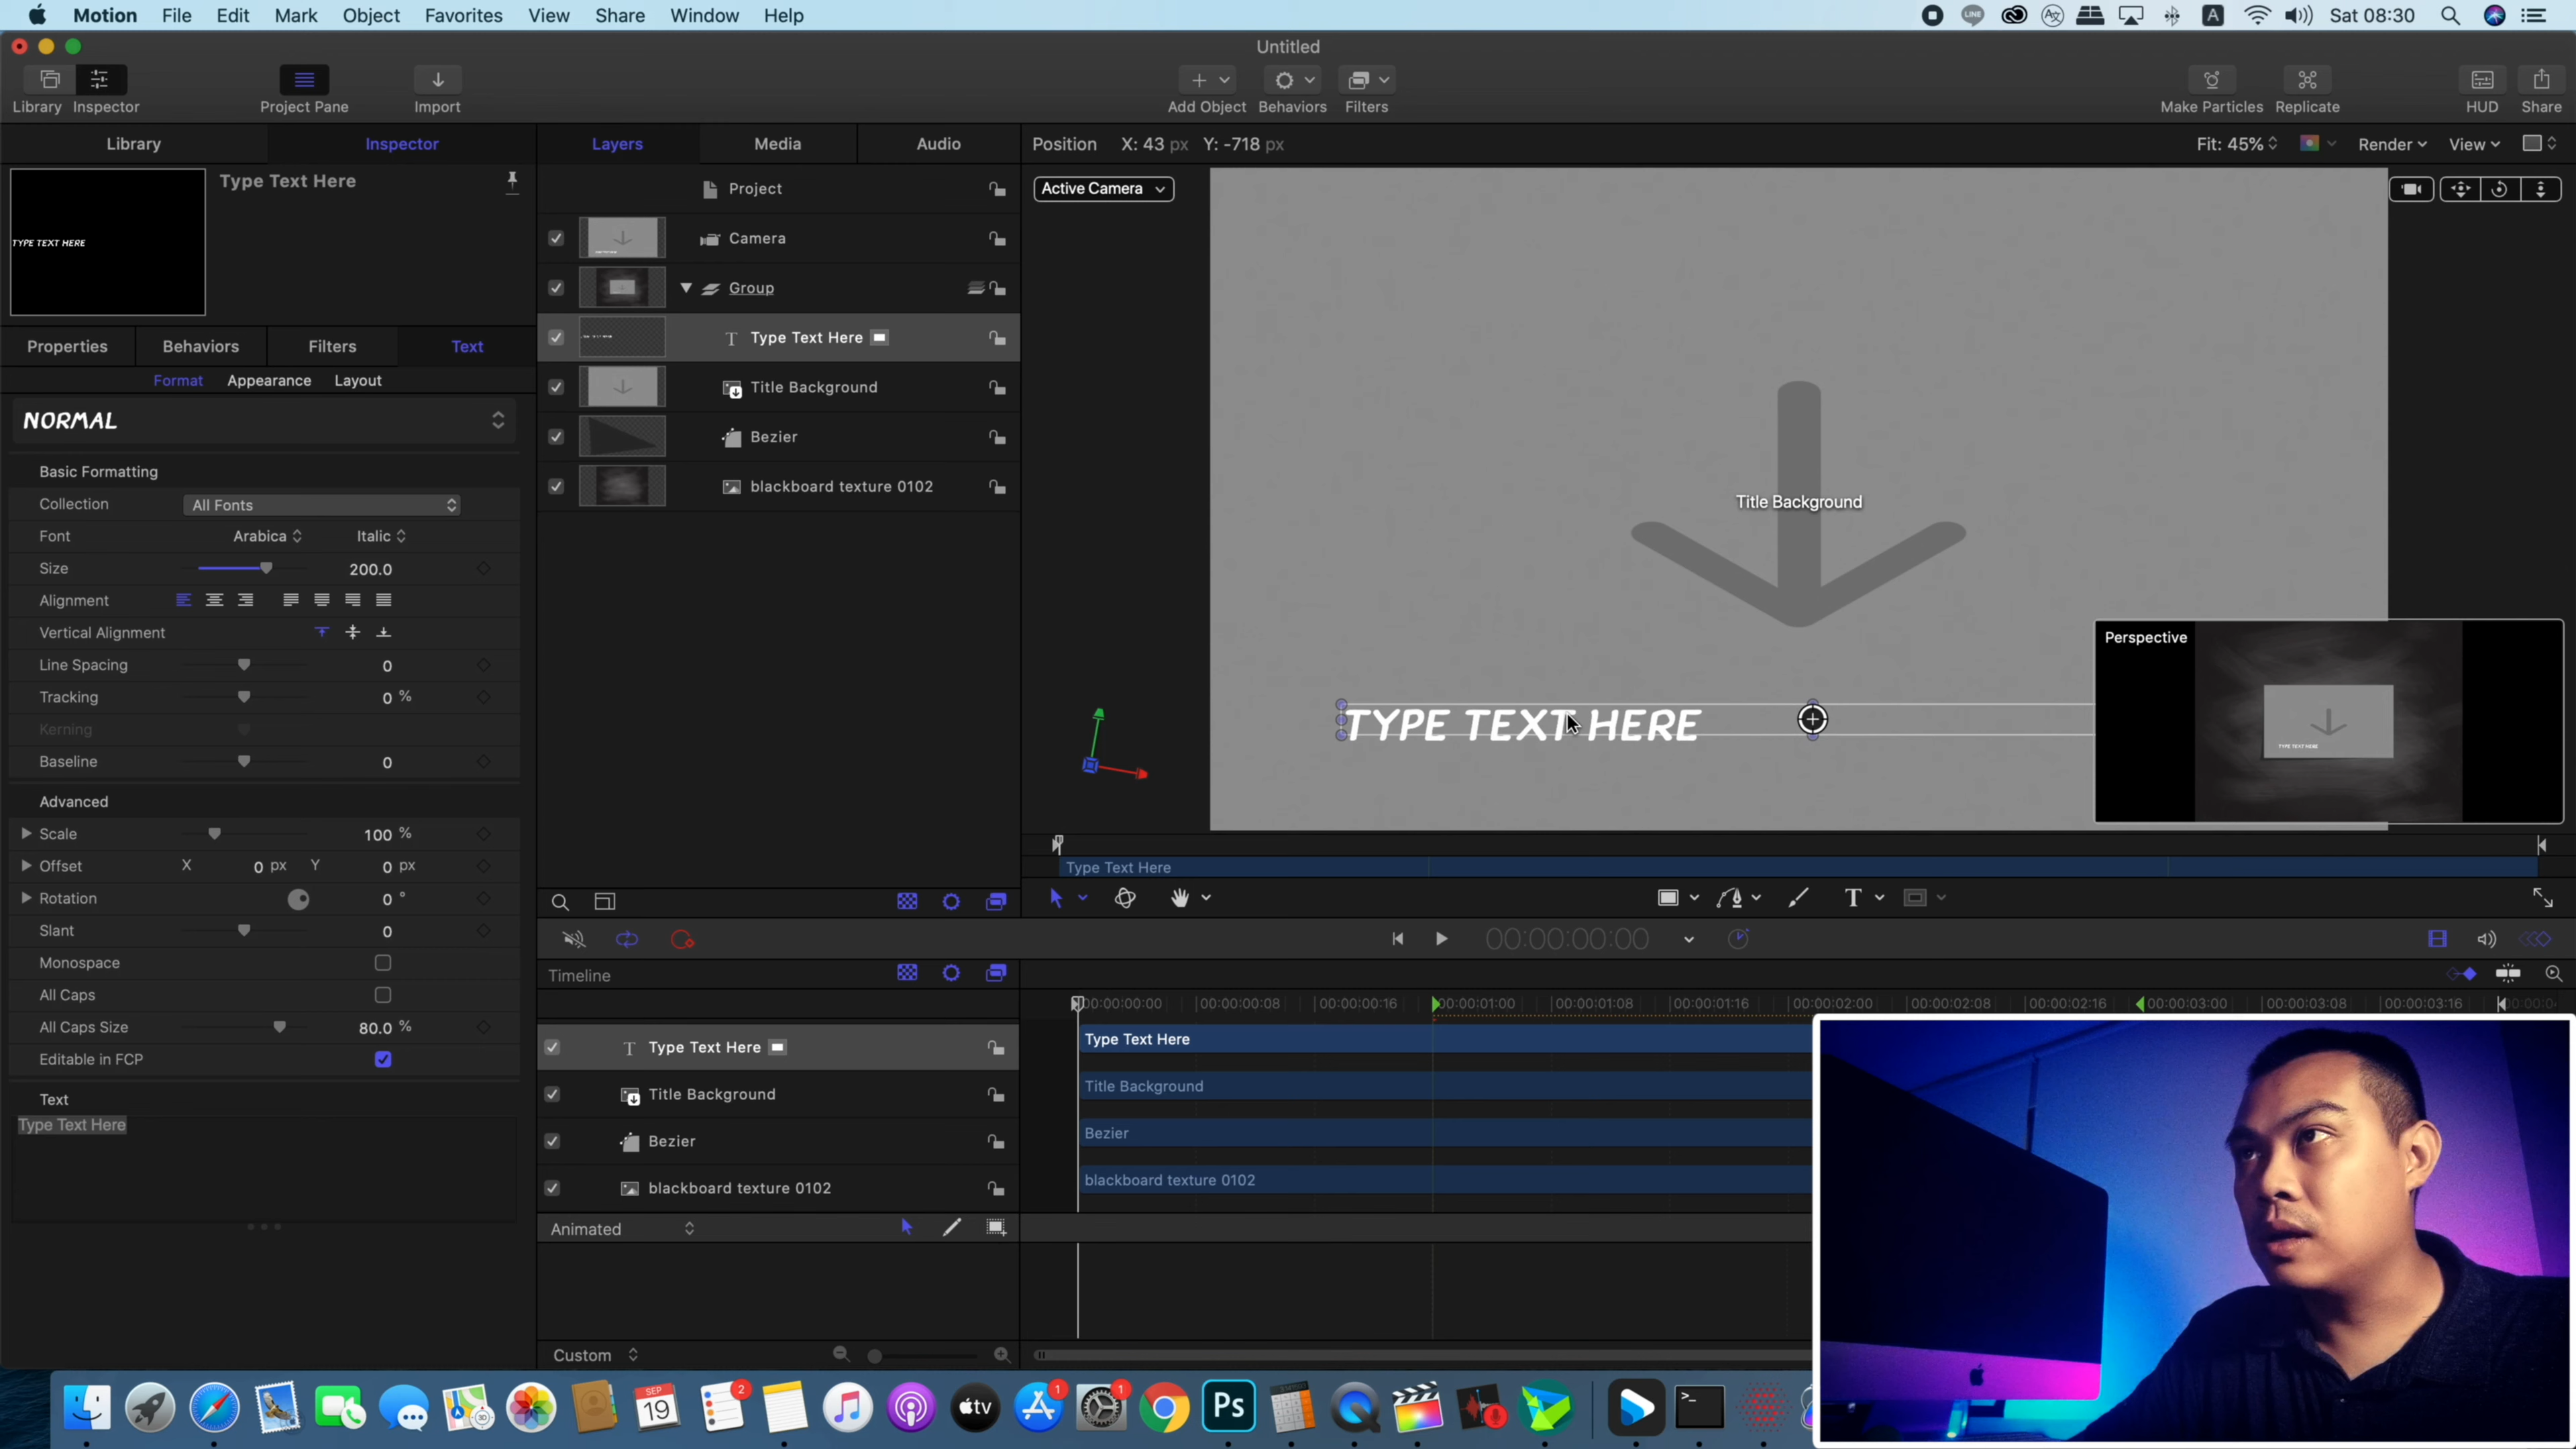 Motion File Edit Mark Object Favorites View Share Window Help
LINE A Sat 08:30
Untitled
Library Inspector Project Pane Import Add Object Behaviors Filters Make Particles Replicate HUD Share
Library Inspector Layers Media Audio Position X: 43 px Y: -718 px Fit: 45% Render View
TYPE TEXT HERE
Type Text Here
Properties Behaviors Filters Text
Format Appearance Layout
NORMAL
Basic Formatting
Collection All Fonts
Font Arabica Italic
Size 200.0
Alignment
Vertical Alignment
Line Spacing 0
Tracking 0 %
Kerning
Baseline 0
Advanced
Scale 100 %
Offset X 0 px Y 0 px
Rotation 0 °
Slant 0
Monospace
All Caps
All Caps Size 80.0 %
Editable in FCP
Text
Type Text Here
Project
Camera
Group
Type Text Here
Title Background
Bezier
blackboard texture 0102
Active Camera
Title Background
TYPE TEXT HERE
Perspective
TYPE TEXT HERE
Type Text Here
T
00:00:00:00
Timeline
00:00:00:00 00:00:00:08 00:00:00:16 00:00:01:00 00:00:01:08 00:00:01:16 00:00:02:00 00:00:02:08 00:00:02:16 00:00:03:00 00:00:03:08 00:00:03:16
T Type Text Here Type Text Here
Title Background Title Background
Bezier Bezier
blackboard texture 0102 blackboard texture 0102
Animated
Custom
SEP 19 2 tv 1 1 Ps